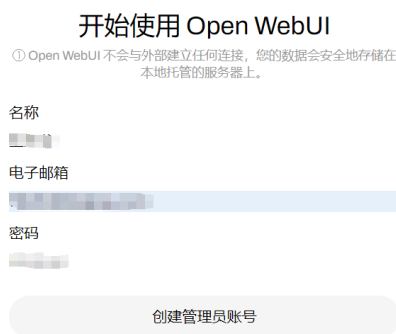 开始使用 Open WebUI
ⓘ Open WebUI 不会与外部建立任何连接，您的数据会安全地存储在
本地托管的服务器上。
名称
电子邮箱
密码
创建管理员账号